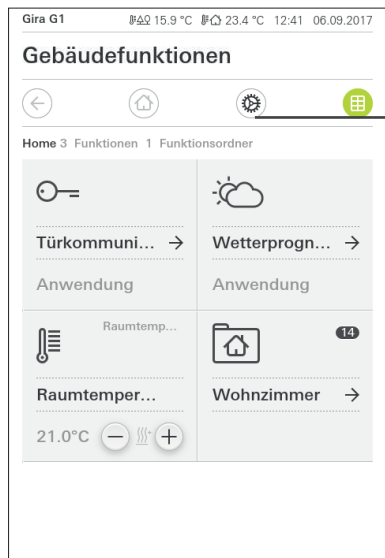 Gira G1 15.9 °C 23.4 °C 12:41 06.09.2017
Gebäudefunktionen
Home 3 Funktionen 1 Funktionsordner
Türkommuni... Wetterprogn...
Anwendung Anwendung
Raumtemp... 14
Raumtemper... Wohnzimmer
21.0°C − +